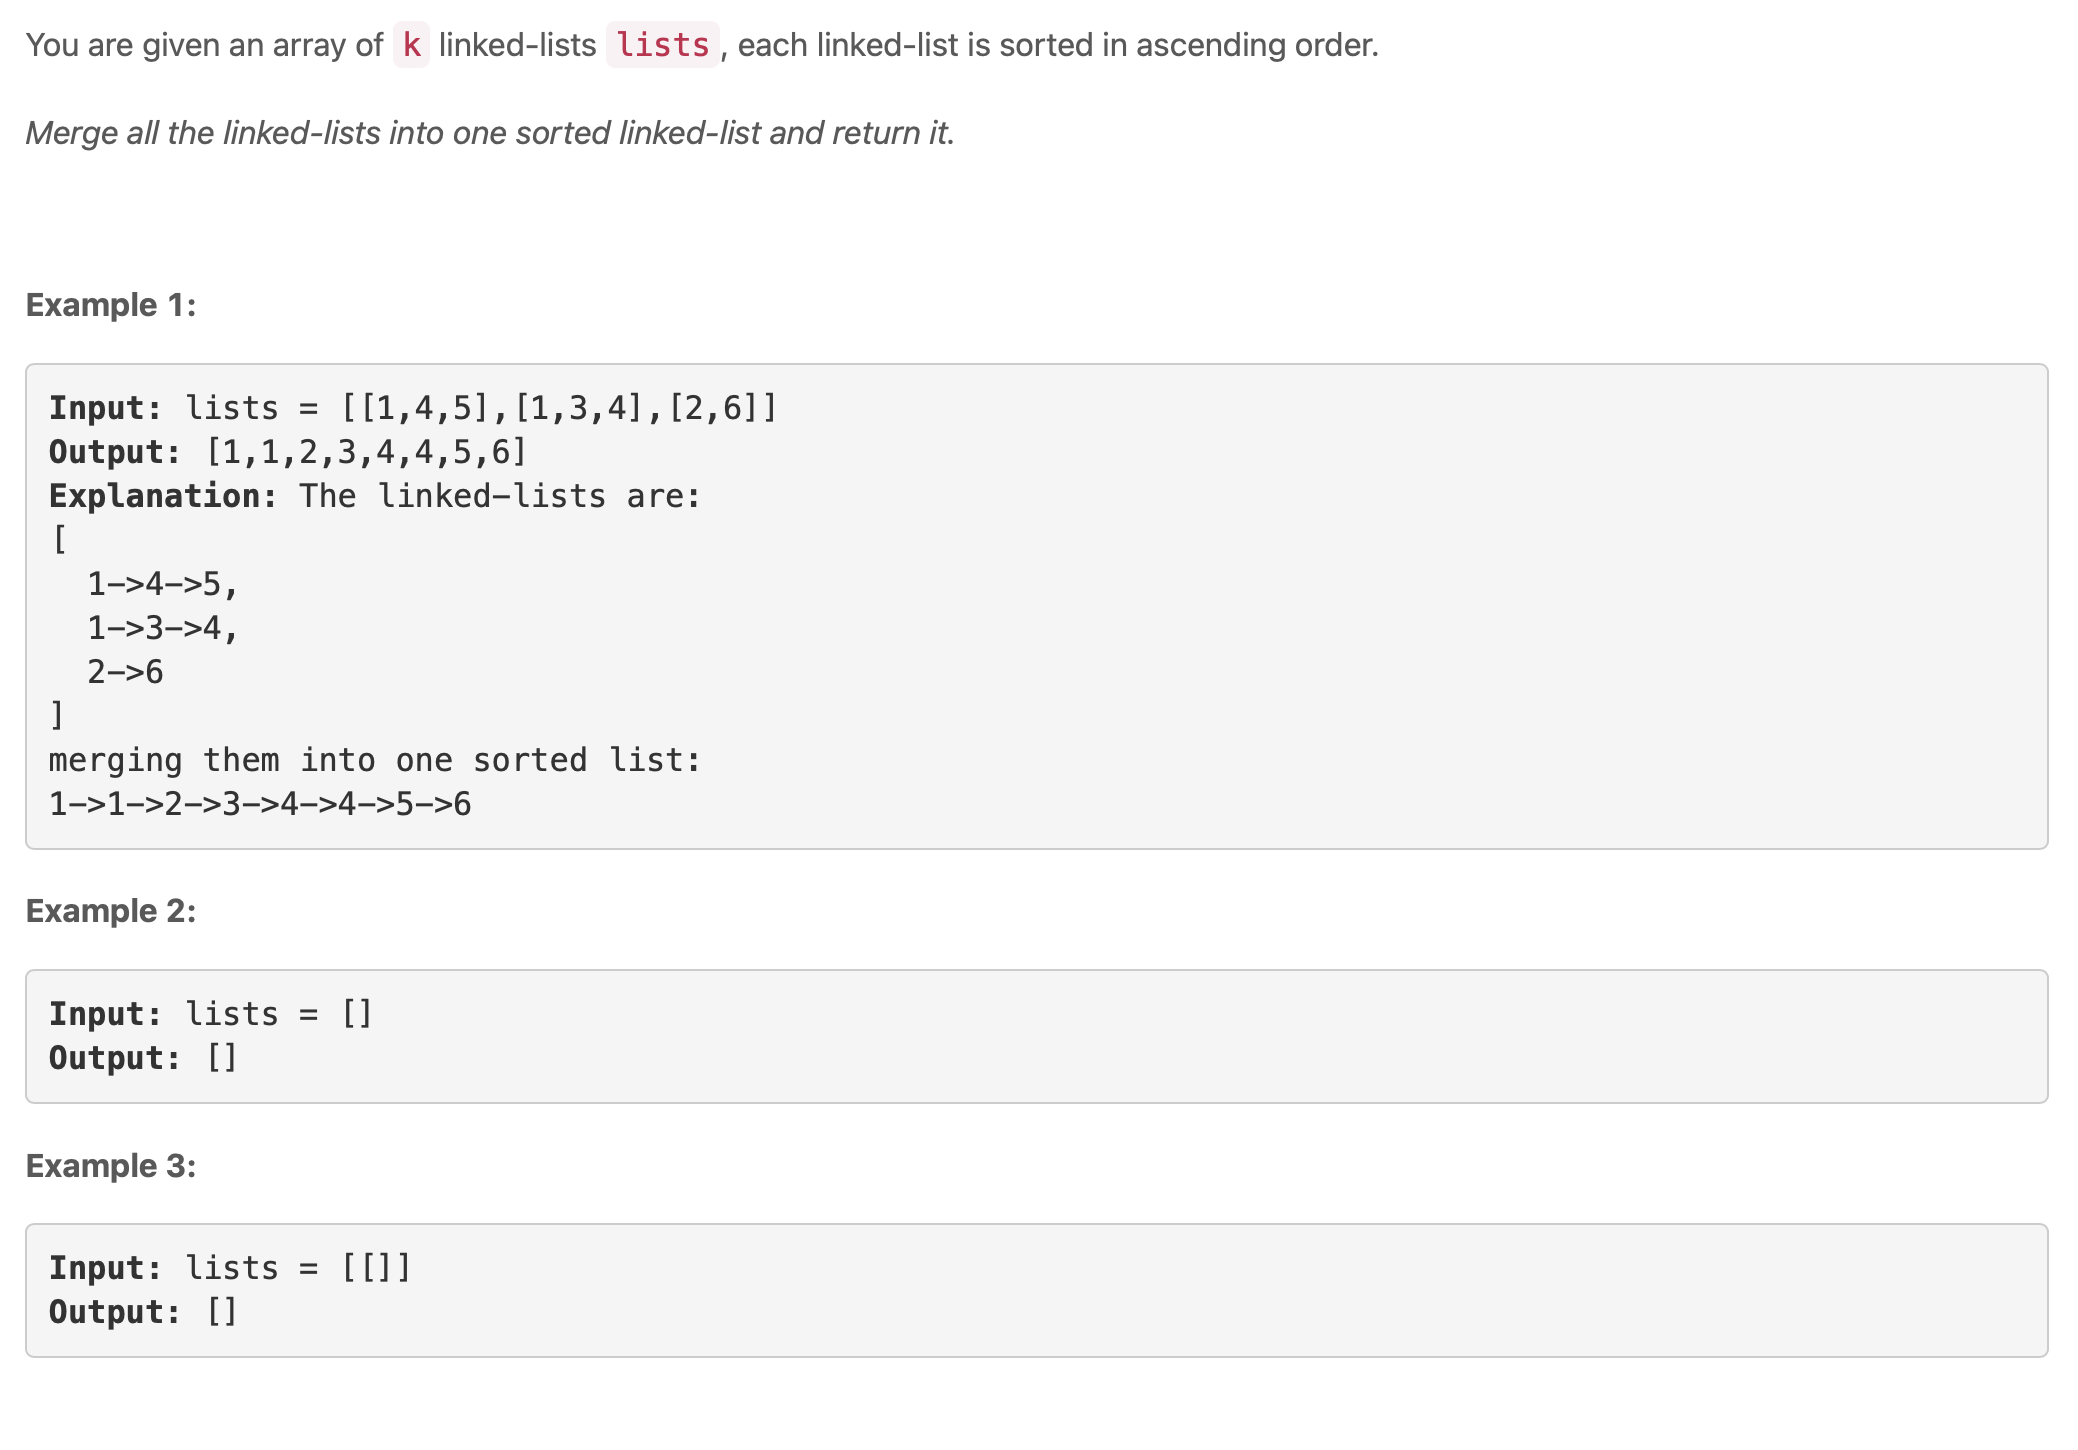 You are given an array of k linked-lists lists, each linked-list is sorted in ascending order.
Merge all the linked-lists into one sorted linked-list and return it.
Example 1:
Input: lists = [[1,4,5],[1,3,4],[2,6]]
Output: [1,1,2,3,4,4,5,6]
Explanation: The linked-lists are:
[
  1->4->5,
  1->3->4,
  2->6
]
merging them into one sorted list:
1->1->2->3->4->4->5->6
Example 2:
Input: lists = []
Output: []
Example 3:
Input: lists = [[]]
Output: []